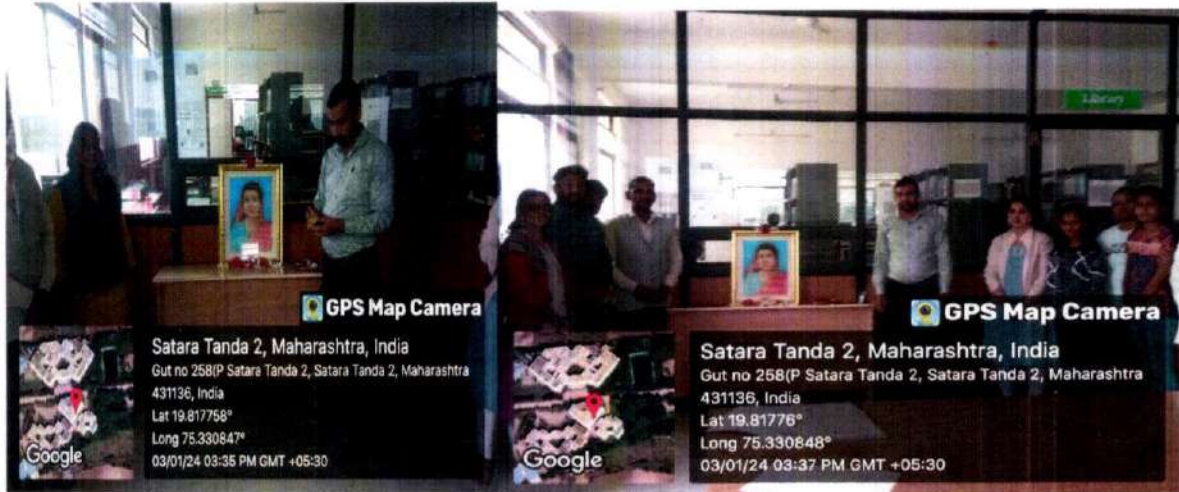 Library
GPS Map Camera
Satara Tanda 2, Maharashtra, India
Gut no 258(P Satara Tanda 2, Satara Tanda 2, Maharashtra
431136, India
Lat 19.817758°
Long 75.330847°
03/01/24 03:35 PM GMT +05:30
Google
GPS Map Camera
Satara Tanda 2, Maharashtra, India
Gut no 258(P Satara Tanda 2, Satara Tanda 2, Maharashtra
431136, India
Lat 19.81776°
Long 75.330848°
03/01/24 03:37 PM GMT +05:30
Google